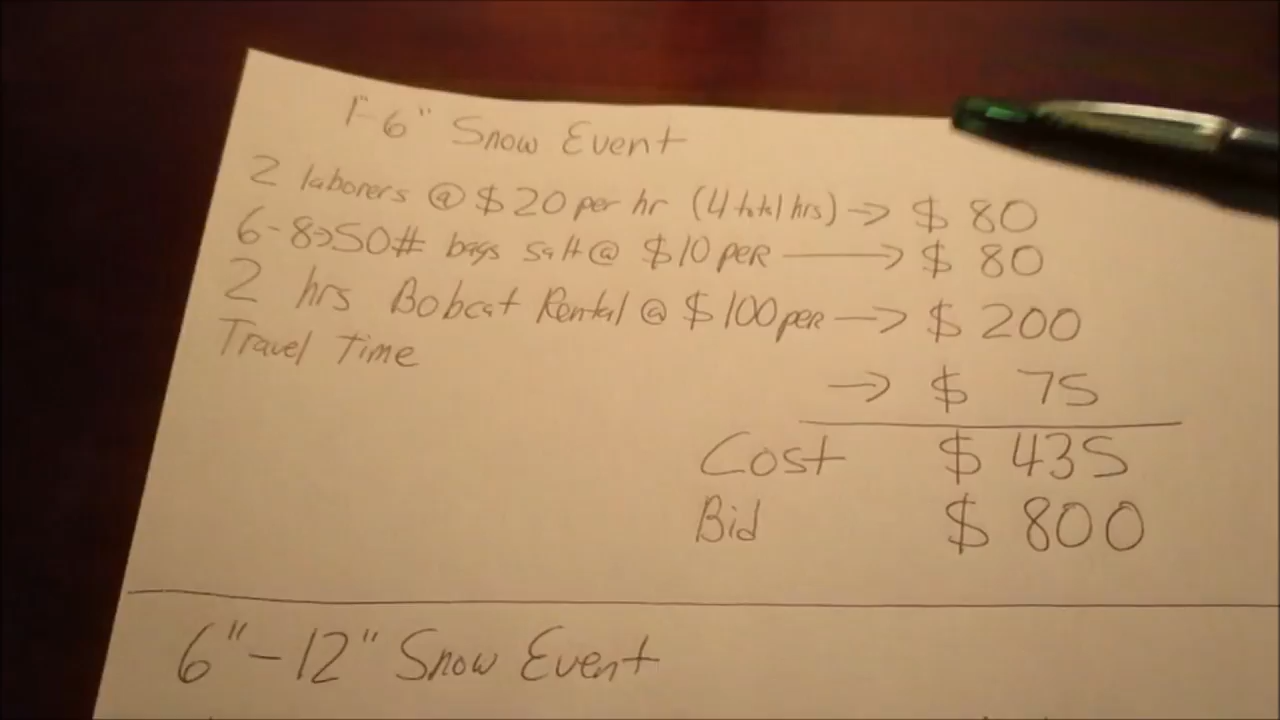 1"-6" Snow Event
2 laborers @ $20 per hr (4 total hrs) → $ 80
6-8→50# bags salt @ $10 PER → $ 80
2 hrs Bobcat Rental @ $100 PER → $ 200
Travel Time
→ $ 75
Cost $ 435
Bid $ 800
6"-12" Snow Event